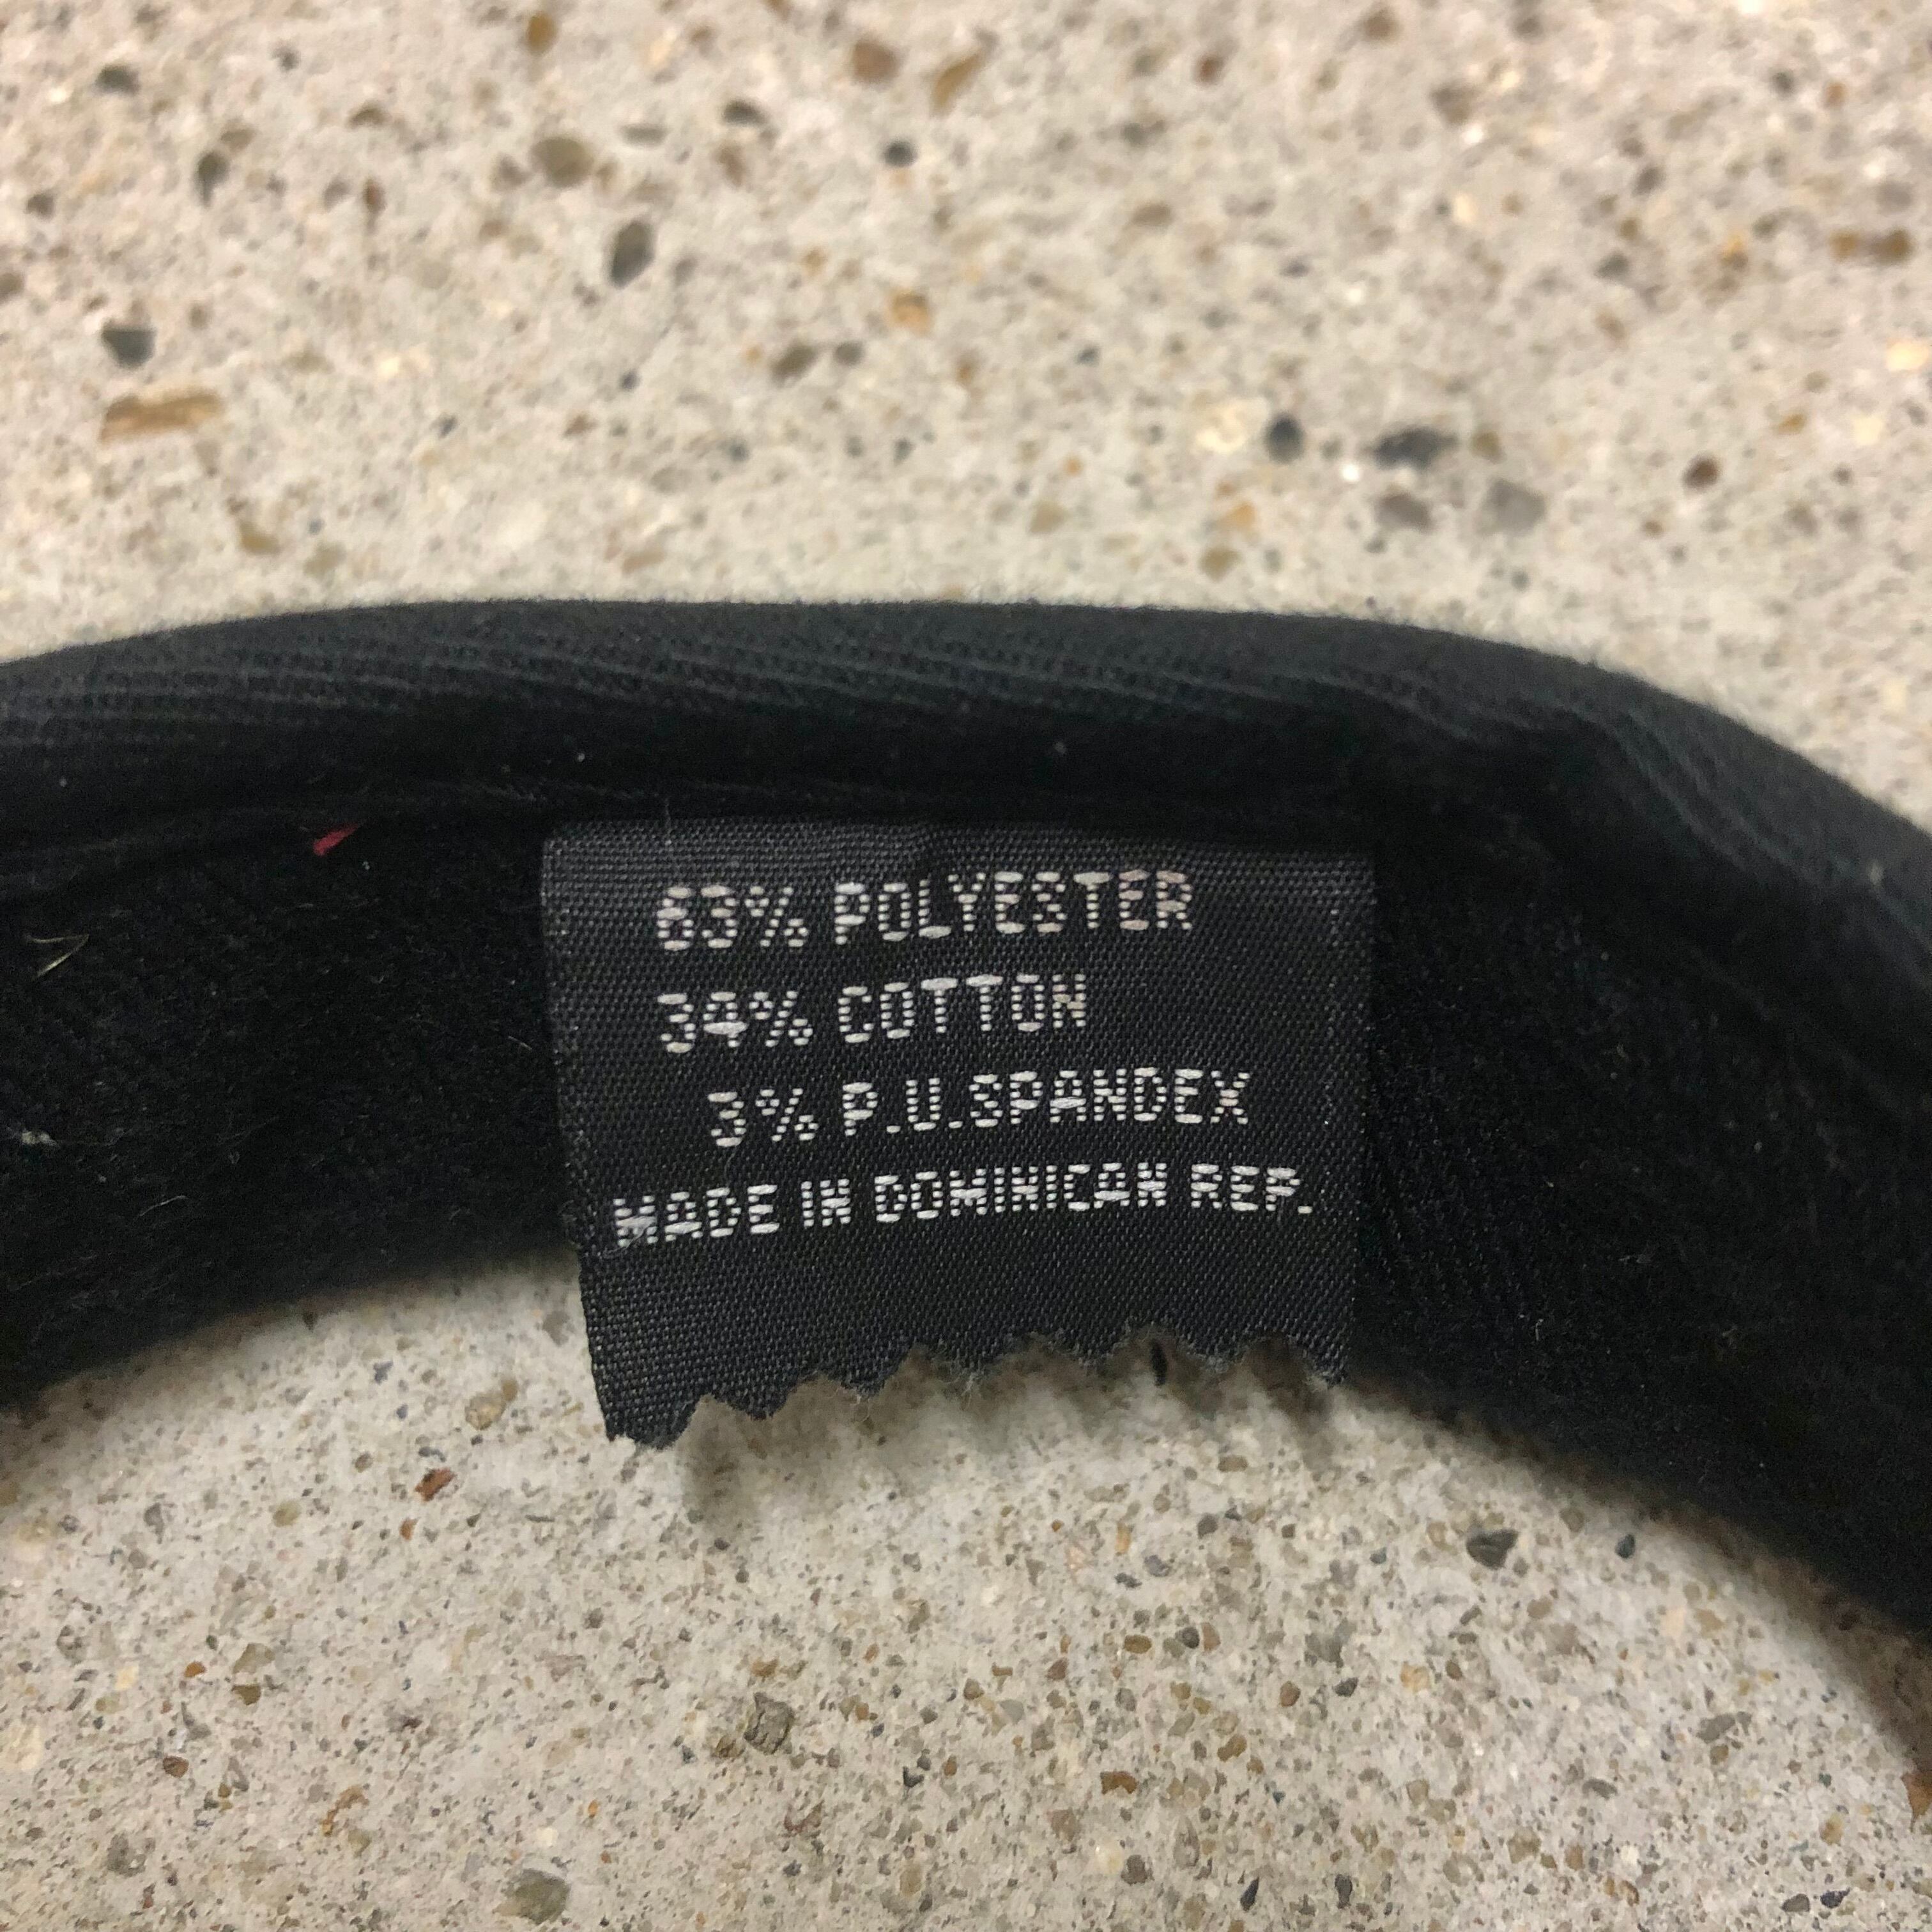 63% POLYESTER
34% COTTON
3% P.U.SPANDEX
MADE IN DOMINICAN REP.